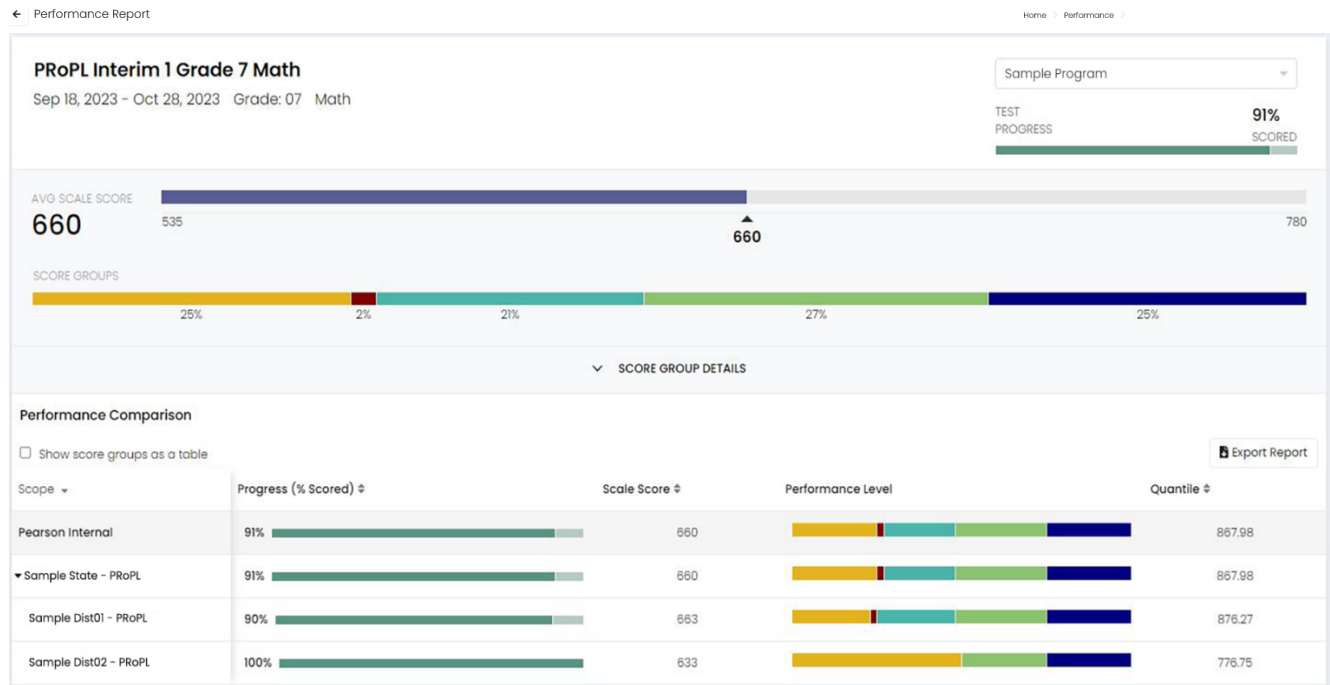 Performance Report
Home > Performance >
PRoPL Interim 1 Grade 7 Math
Sample Program
Sep 18, 2023 - Oct 28, 2023 Grade: 07 Math
TEST PROGRESS
91%
SCORED
AVG SCALE SCORE
660
535
660
780
SCORE GROUPS
25% 2% 21% 27% 25%
SCORE GROUP DETAILS
Performance Comparison
Show score groups as a table
Export Report
Scope Progress (% Scored) Scale Score Performance Level Quantile
Pearson Internal 91% 660 867.98
Sample State - PRoPL 91% 660 867.98
Sample Dist01 - PRoPL 90% 663 876.27
Sample Dist02 - PRoPL 100% 633 776.75